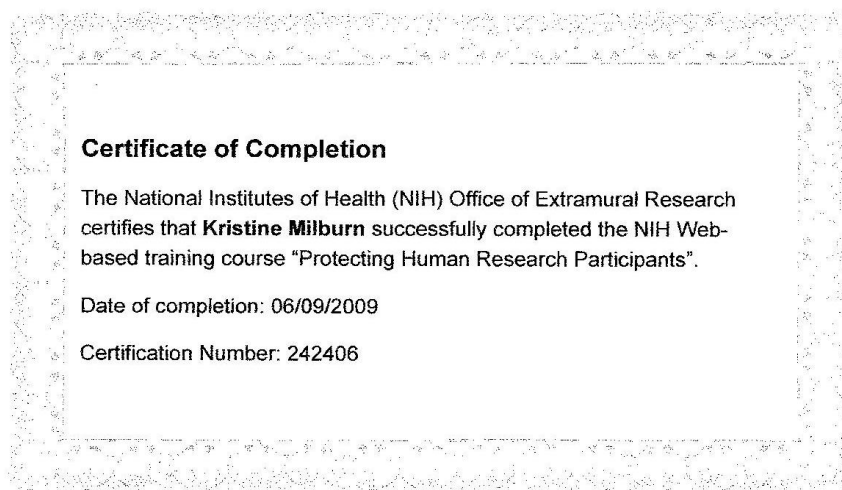 Certificate of Completion
The National Institutes of Health (NIH) Office of Extramural Research
certifies that Kristine Milburn successfully completed the NIH Web-
based training course “Protecting Human Research Participants”.
Date of completion: 06/09/2009
Certification Number: 242406